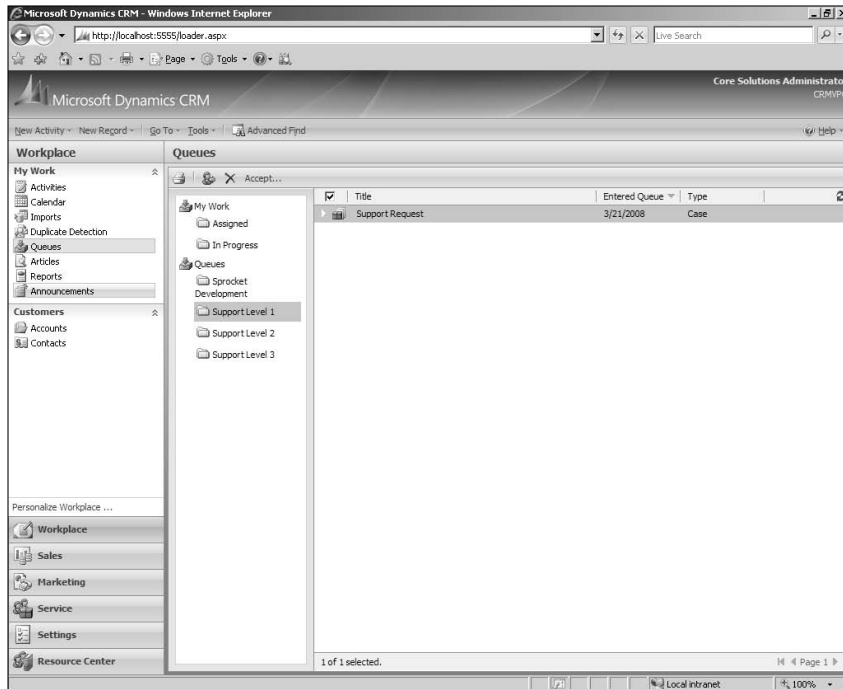 Microsoft Dynamics CRM - Windows Internet Explorer
http://localhost:5555/loader.aspx
Live Search
Page
Tools
Core Solutions Administrato
CRMVP
Microsoft Dynamics CRM
New Activity
New Record
Go To
Tools
Advanced Find
Help
Workplace
My Work
Activities
Calendar
Imports
Duplicate Detection
Queues
Articles
Reports
Announcements
Customers
Accounts
Contacts
Personalize Workplace ...
Workplace
Sales
Marketing
Service
Settings
Resource Center
Queues
Accept...
My Work
Assigned
In Progress
Queues
Sprocket
Development
Support Level 1
Support Level 2
Support Level 3
Title
Entered Queue
Type
Support Request
3/21/2008
Case
1 of 1 selected.
Page 1
Local intranet
100%